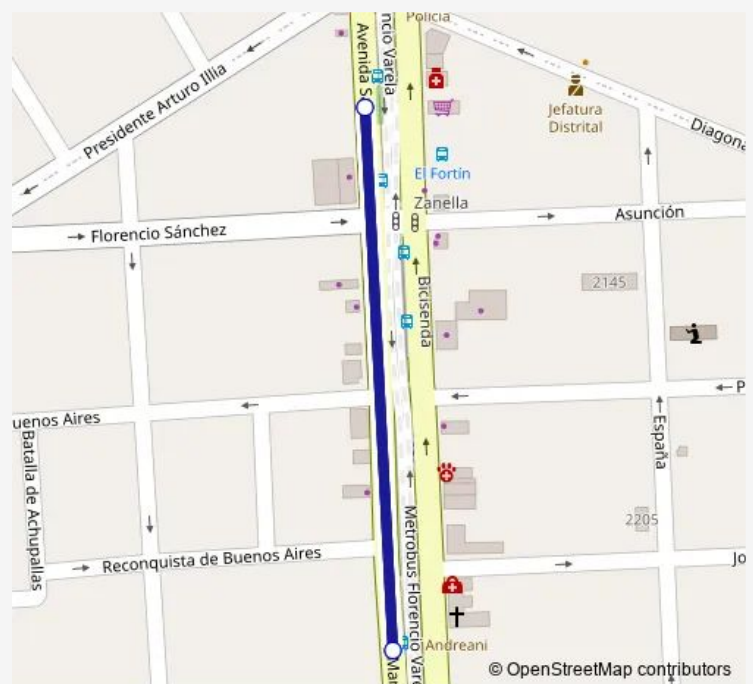 Policía
ncio Varela
Avenida S
Presidente Arturo Illia
Jefatura
Distrital
Diagona
El Fortín
Zanella
Asunción
Florencio Sánchez
2145
Bicisenda
P
uenos Aires
España
Batalla de Achupallas
2205
Metrobus Florencio Vare
Reconquista de Buenos Aires
Jo
Andreani
Mar
© OpenStreetMap contributors